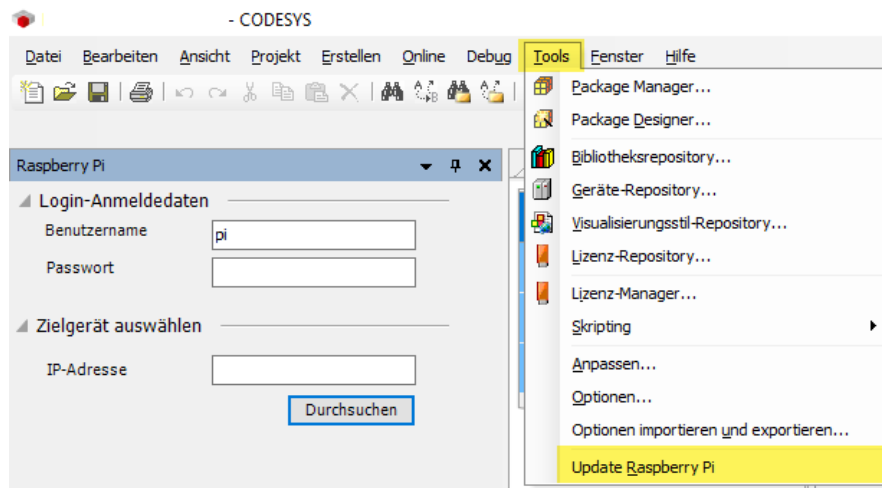 - CODESYS
Datei Bearbeiten Ansicht Projekt Erstellen Online Debug Tools Fenster Hilfe
Package Manager...
Package Designer...
Bibliotheksrepository...
Geräte-Repository...
Visualisierungsstil-Repository...
Lizenz-Repository...
Lizenz-Manager...
Skripting
Anpassen...
Optionen...
Optionen importieren und exportieren...
Update Raspberry Pi
Raspberry Pi
Login-Anmeldedaten
Benutzername pi
Passwort
Zielgerät auswählen
IP-Adresse
Durchsuchen